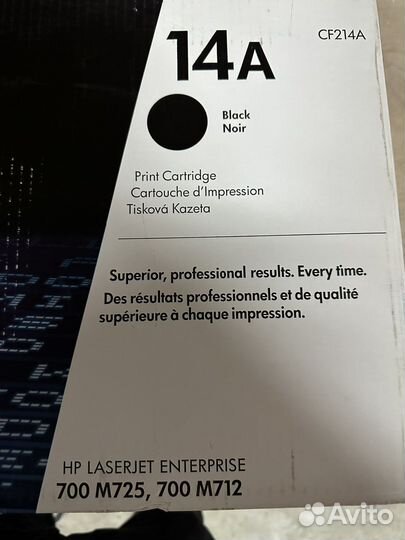 14A
CF214A
Black
Noir
Print Cartridge
Cartouche d'Impression
Tisková Kazeta
Superior, professional results. Every time.
Des résultats professionnels et de qualité
supérieure à chaque impression.
HP LASERJET ENTERPRISE
700 M725, 700 M712
Avito